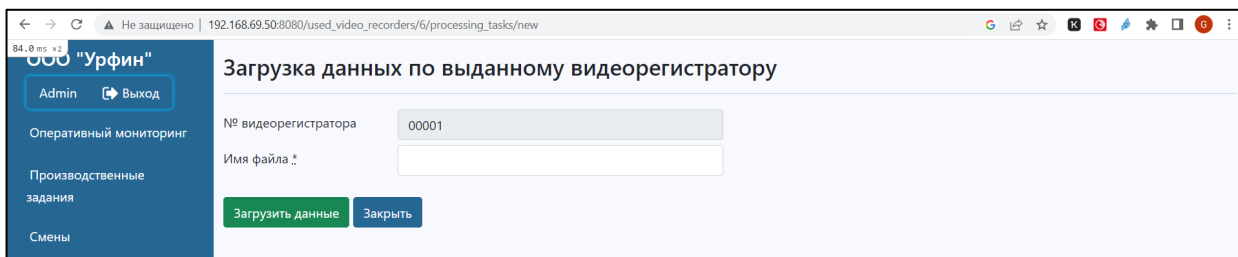 Не защищено | 192.168.69.50:8080/used_video_recorders/6/processing_tasks/new
84.0 ms x2
ООО "Урфин"
Admin Выход
Оперативный мониторинг
Производственные
задания
Смены
Загрузка данных по выданному видеорегистратору
№ видеорегистратора 00001
Имя файла *
Загрузить данные Закрыть